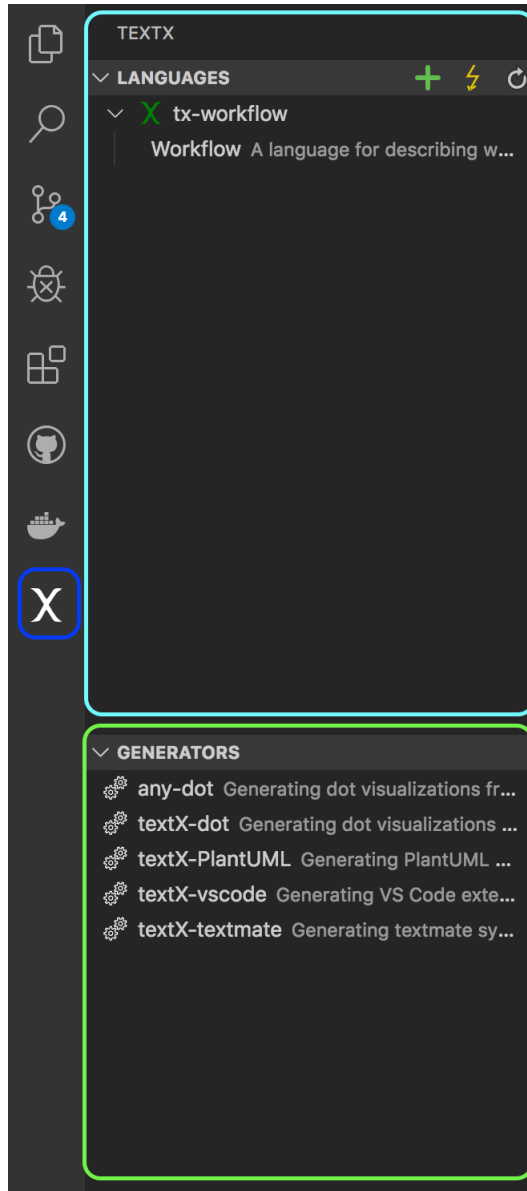 TEXTX
LANGUAGES
X tx-workflow
Workflow A language for describing w...
4
X
GENERATORS
any-dot Generating dot visualizations fr...
textX-dot Generating dot visualizations ...
textX-PlantUML Generating PlantUML ...
textX-vscode Generating VS Code exte...
textX-textmate Generating textmate sy...